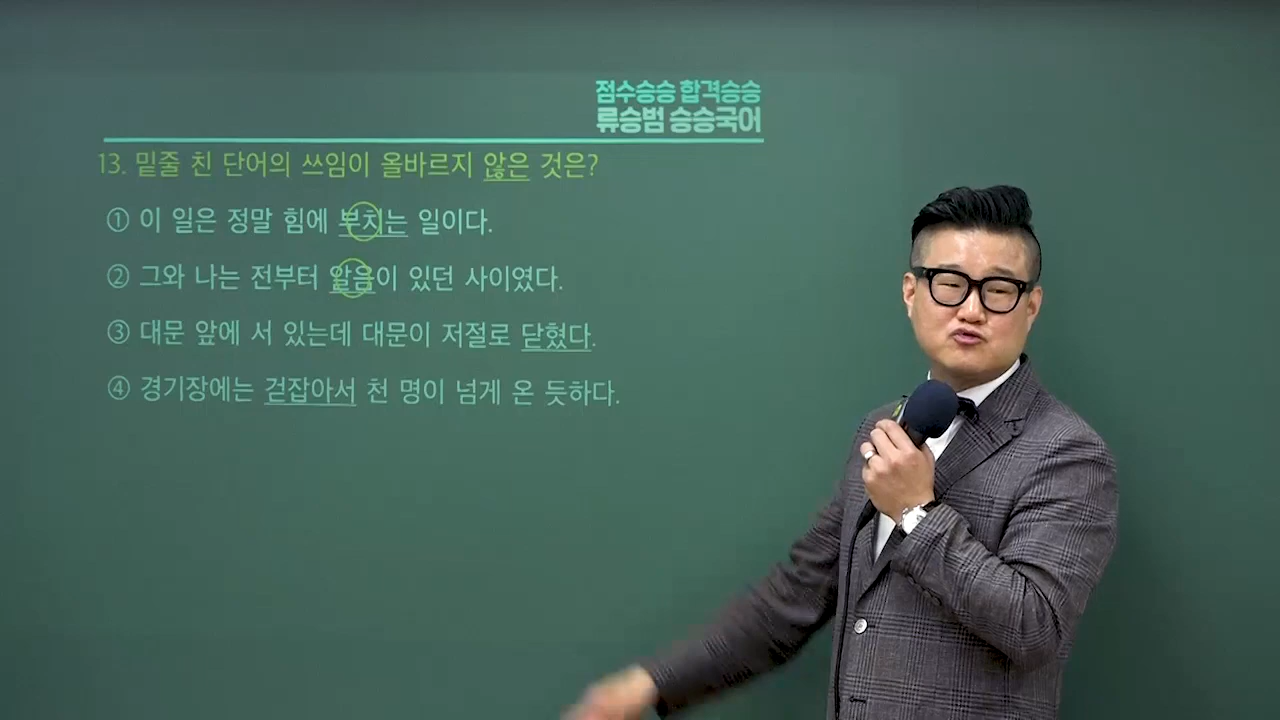 점수승승 합격승승
류승범 승승국어
13. 밑줄 친 단어의 쓰임이 올바르지 않은 것은?
① 이 일은 정말 힘에 부치는 일이다.
② 그와 나는 전부터 알음이 있던 사이였다.
③ 대문 앞에 서 있는데 대문이 저절로 닫혔다.
④ 경기장에는 걷잡아서 천 명이 넘게 온 듯하다.